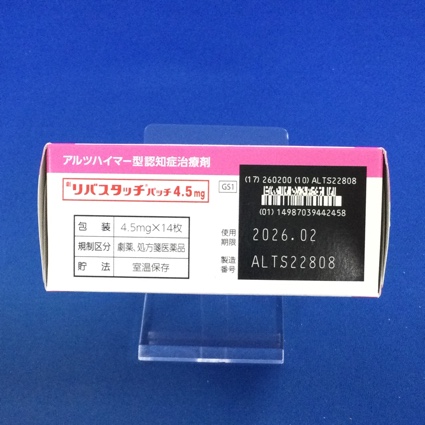 アルツハイマー型認知症治療剤
リバスタッチ®パッチ4.5mg
包装 4.5mg×14枚
規制区分 劇薬、処方箋医薬品
貯法 室温保存
GS1
(17) 260200 (10) ALTS22808
(01) 14987039442458
使用期限 2026.02
製造番号 ALTS22808